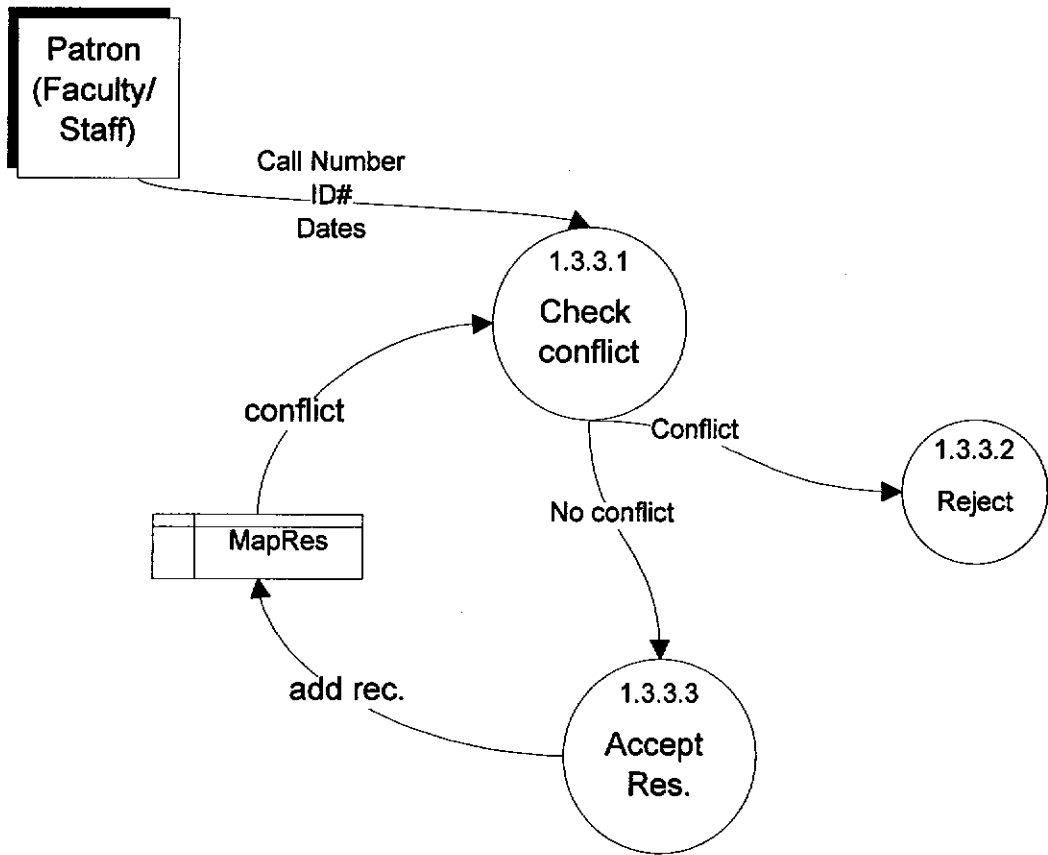 Patron
(Faculty/
Staff)
Call Number
ID#
Dates
1.3.3.1
Check
conflict
conflict
Conflict
1.3.3.2
Reject
No conflict
MapRes
add rec.
1.3.3.3
Accept
Res.